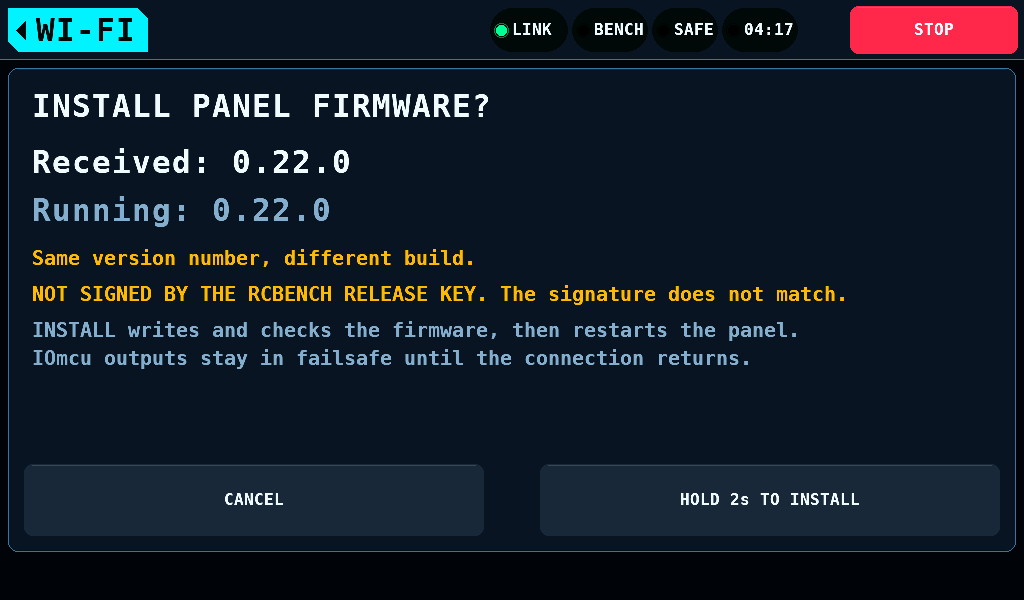 WI-FI
LINK
BENCH
SAFE
04:17
STOP
INSTALL PANEL FIRMWARE?
Received: 0.22.0
Running: 0.22.0
Same version number, different build.
NOT SIGNED BY THE RCBENCH RELEASE KEY. The signature does not match.
INSTALL writes and checks the firmware, then restarts the panel.
IOmcu outputs stay in failsafe until the connection returns.
CANCEL
HOLD 2s TO INSTALL